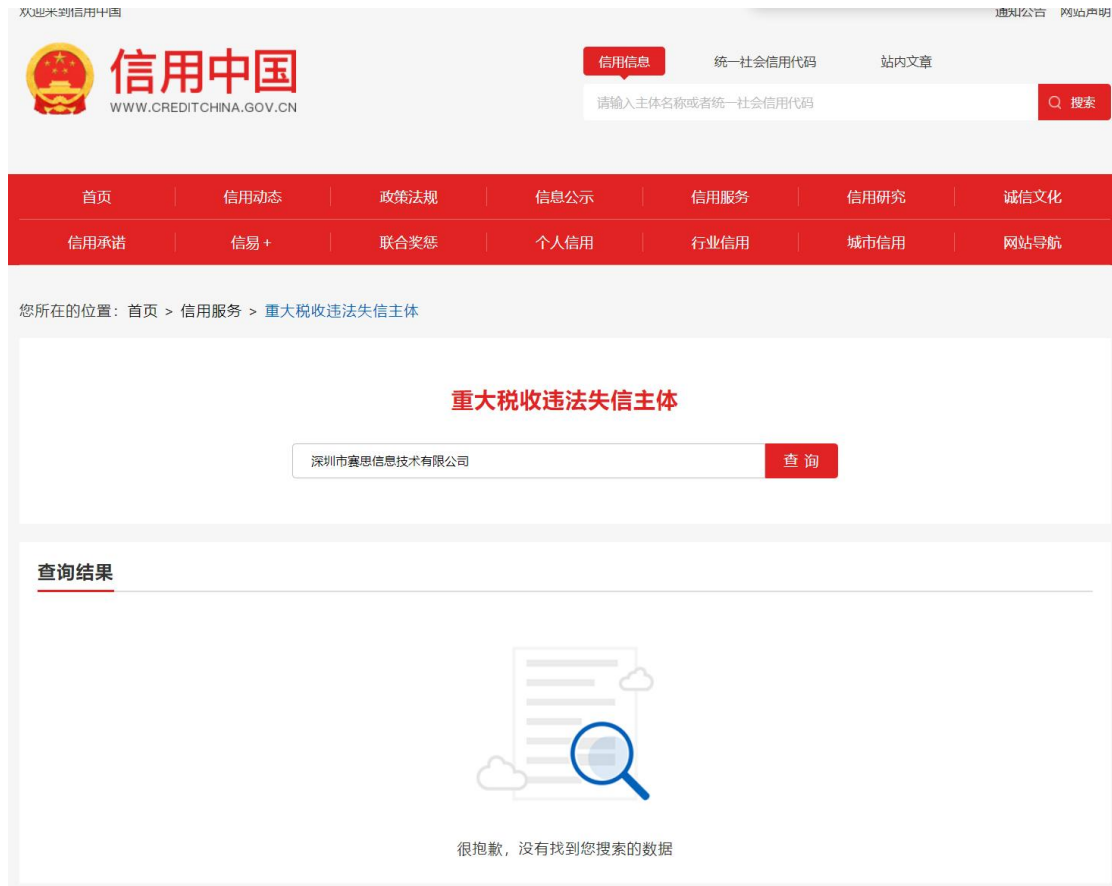 欢迎来到信用中国
通知公告 网站声明
信用中国
WWW.CREDITCHINA.GOV.CN
信用信息 统一社会信用代码 站内文章
请输入主体名称或者统一社会信用代码 搜索
首页 信用动态 政策法规 信息公示 信用服务 信用研究 诚信文化
信用承诺 信易+ 联合奖惩 个人信用 行业信用 城市信用 网站导航
您所在的位置：首页 > 信用服务 > 重大税收违法失信主体
重大税收违法失信主体
深圳市赛思信息技术有限公司 查询
查询结果
很抱歉，没有找到您搜索的数据